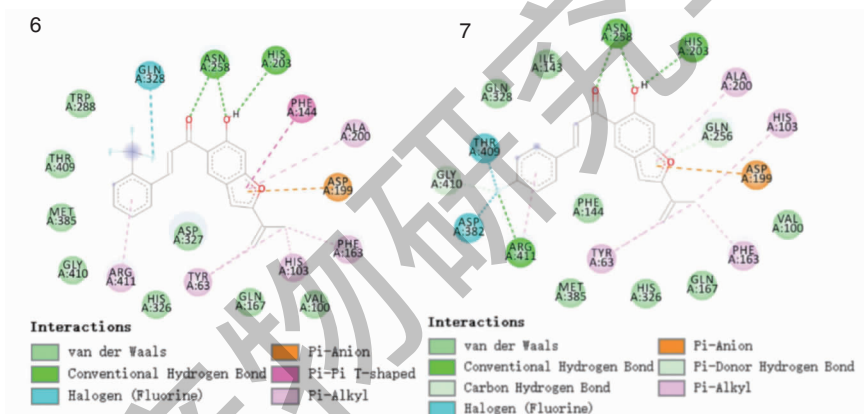 6
GLN
A:328
ASN
A:258
HIS
A:203
TRP
A:288
PHE
A:144
ALA
A:200
THR
A:409
ASP
A:199
MET
A:385
ASP
A:327
PHE
A:163
GLY
A:410
ARG
A:411
TYR
A:63
HIS
A:103
HIS
A:326
GLN
A:167
VAL
A:100
O
O
H
O
Interactions
van der Waals
Conventional Hydrogen Bond
Halogen (Fluorine)
Pi-Anion
Pi-Pi T-shaped
Pi-Alkyl
7
ASN
A:258
HIS
A:203
ILE
A:143
ALA
A:200
GLN
A:328
HIS
A:103
THR
A:409
GLN
A:256
GLY
A:410
ASP
A:199
ASP
A:382
PHE
A:144
VAL
A:100
ARG
A:411
TYR
A:63
PHE
A:163
MET
A:385
HIS
A:326
GLN
A:167
O
O
H
O
Interactions
van der Waals
Conventional Hydrogen Bond
Carbon Hydrogen Bond
Halogen (Fluorine)
Pi-Anion
Pi-Donor Hydrogen Bond
Pi-Alkyl
物研究